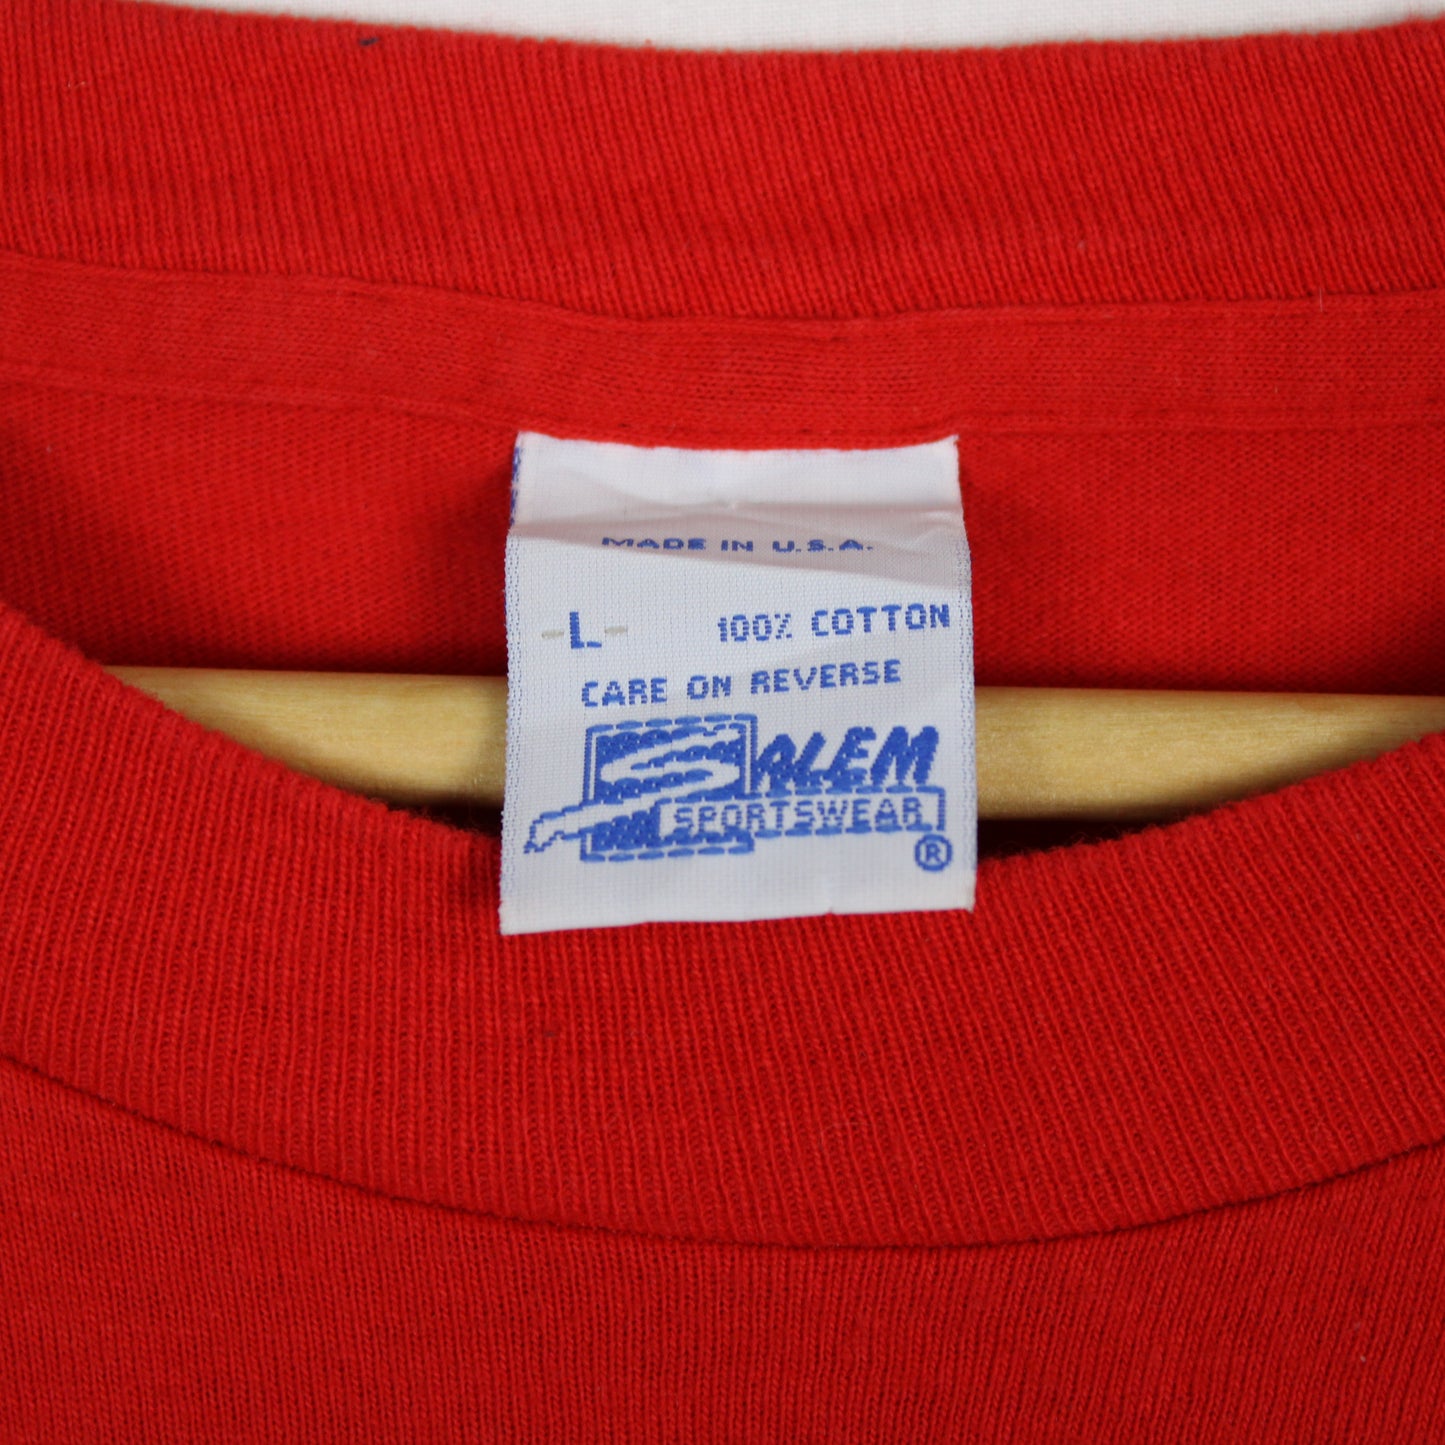 MADE IN U.S.A.
-L- 100% COTTON
CARE ON REVERSE
SALEM
SPORTSWEAR
®